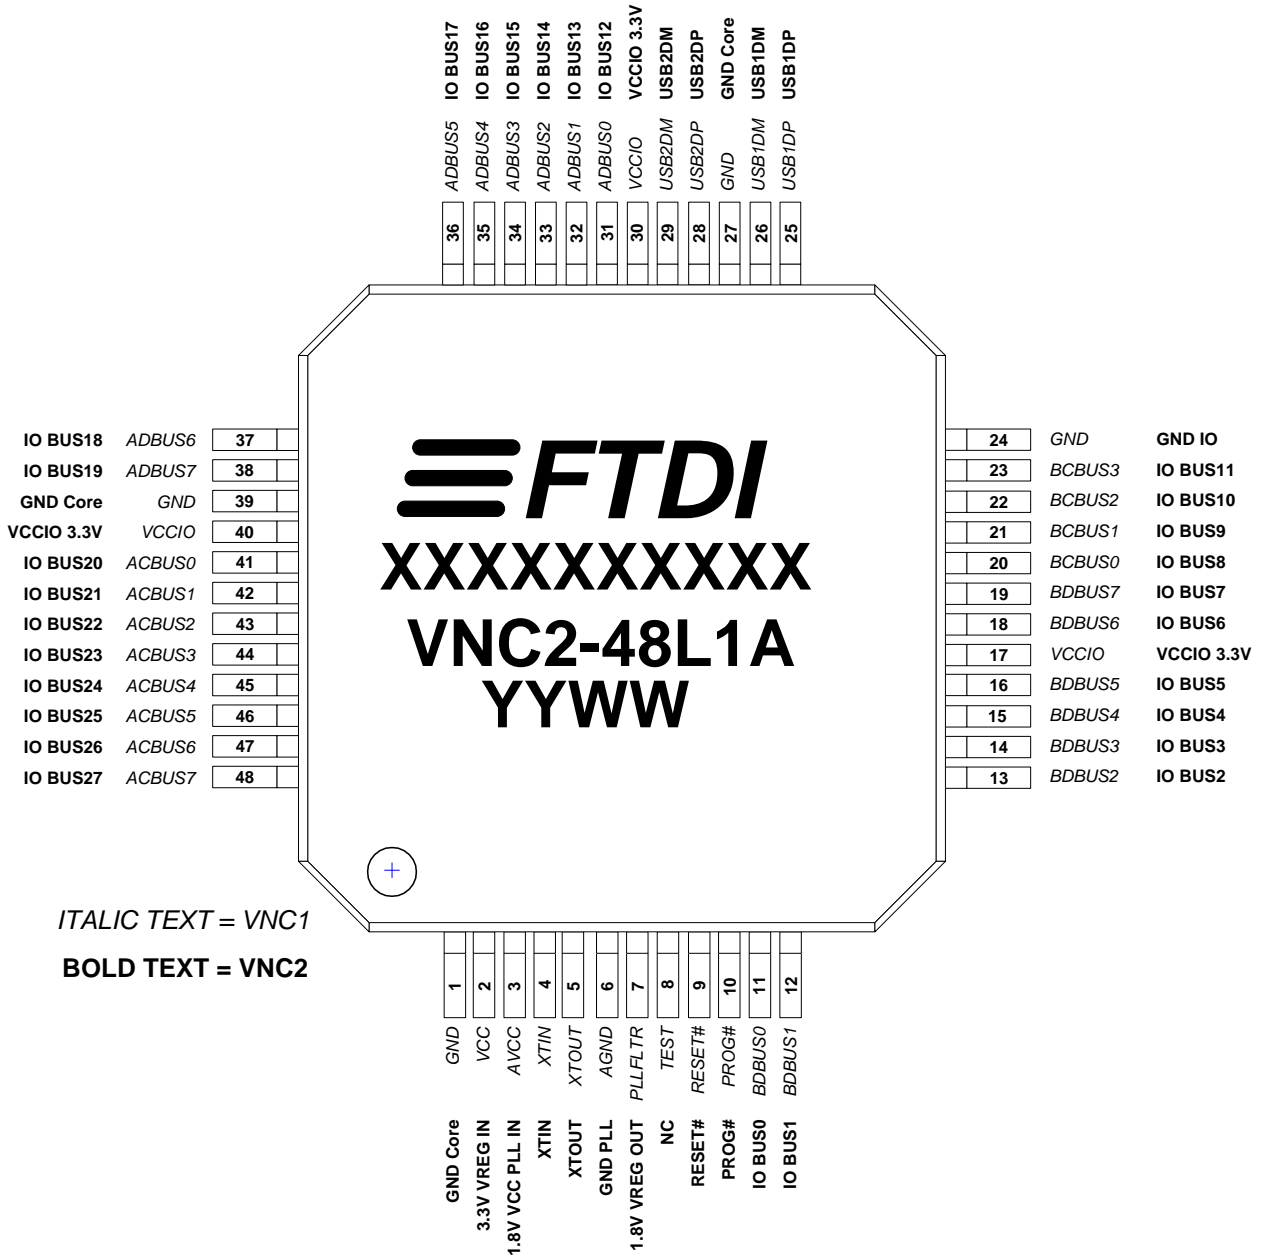 IO BUS17 IO BUS16 IO BUS15 IO BUS14 IO BUS13 IO BUS12 VCCIO 3.3V USB2DM USB2DP GND Core USB1DM USB1DP
ADBUS5 ADBUS4 ADBUS3 ADBUS2 ADBUS1 ADBUS0 VCCIO USB2DM USB2DP GND USB1DM USB1DP
36 35 34 33 32 31 30 29 28 27 26 25
IO BUS18 ADBUS6 37
IO BUS19 ADBUS7 38
GND Core GND 39
VCCIO 3.3V VCCIO 40
IO BUS20 ACBUS0 41
IO BUS21 ACBUS1 42
IO BUS22 ACBUS2 43
IO BUS23 ACBUS3 44
IO BUS24 ACBUS4 45
IO BUS25 ACBUS5 46
IO BUS26 ACBUS6 47
IO BUS27 ACBUS7 48
FTDI
XXXXXXXXXX
VNC2-48L1A
YYWW
24 GND GND IO
23 BCBUS3 IO BUS11
22 BCBUS2 IO BUS10
21 BCBUS1 IO BUS9
20 BCBUS0 IO BUS8
19 BDBUS7 IO BUS7
18 BDBUS6 IO BUS6
17 VCCIO VCCIO 3.3V
16 BDBUS5 IO BUS5
15 BDBUS4 IO BUS4
14 BDBUS3 IO BUS3
13 BDBUS2 IO BUS2
ITALIC TEXT = VNC1
BOLD TEXT = VNC2
1 2 3 4 5 6 7 8 9 10 11 12
GND VCC AVCC XTIN XTOUT AGND PLLFLTR TEST RESET# PROG# BDBUS0 BDBUS1
GND Core 3.3V VREG IN 1.8V VCC PLL IN XTIN XTOUT GND PLL 1.8V VREG OUT NC RESET# PROG# IO BUS0 IO BUS1